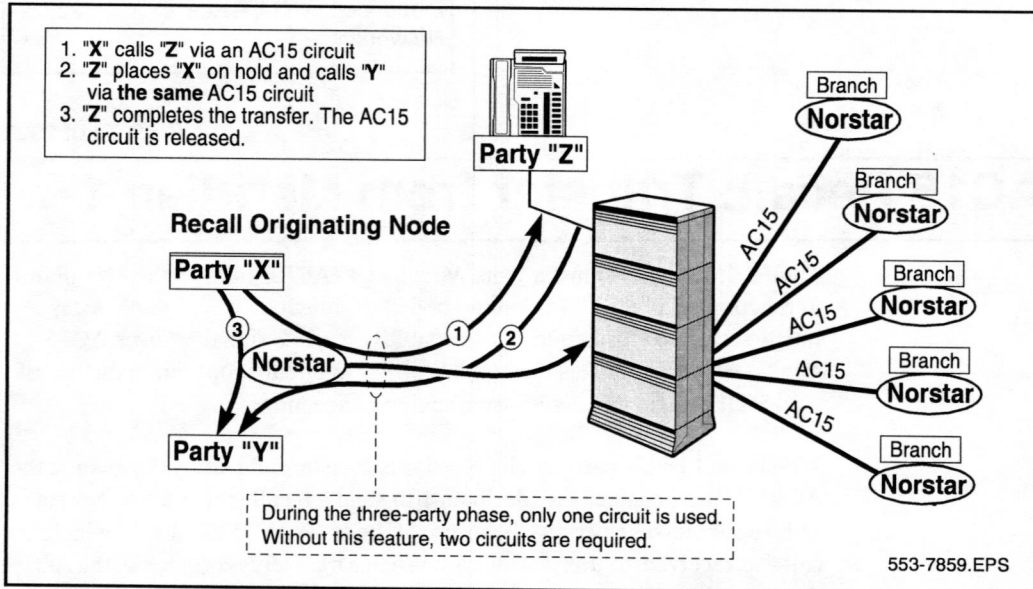 1. "X" calls "Z" via an AC15 circuit
2. "Z" places "X" on hold and calls "Y"
via the same AC15 circuit
3. "Z" completes the transfer. The AC15
circuit is released.
Party "Z"
Recall Originating Node
Party "X"
1
2
3
Norstar
Party "Y"
During the three-party phase, only one circuit is used.
Without this feature, two circuits are required.
Branch
Norstar
AC15
Branch
Norstar
AC15
Branch
Norstar
AC15
Branch
Norstar
AC15
Branch
Norstar
AC15
553-7859.EPS